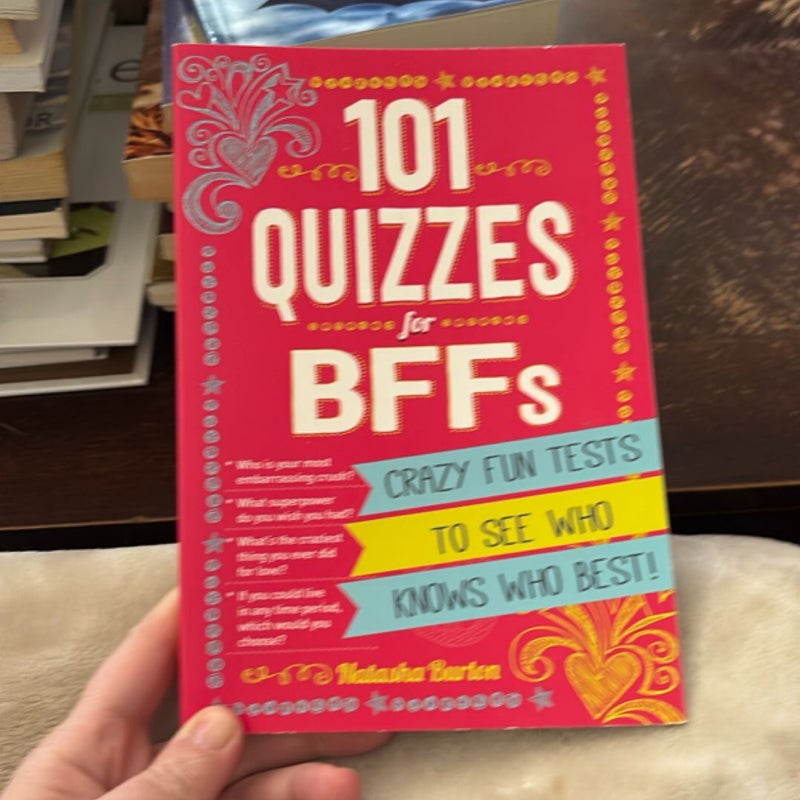 101
QUIZZES
for
BFFs
CRAZY FUN TESTS
TO SEE WHO
KNOWS WHO BEST!
* Who is your most
embarrassing crush?
* What superpower
do you wish you had?
* What's the craziest
thing you ever did
for love?
* If you could live
in any time period,
which would you
choose?
Natasha Burton